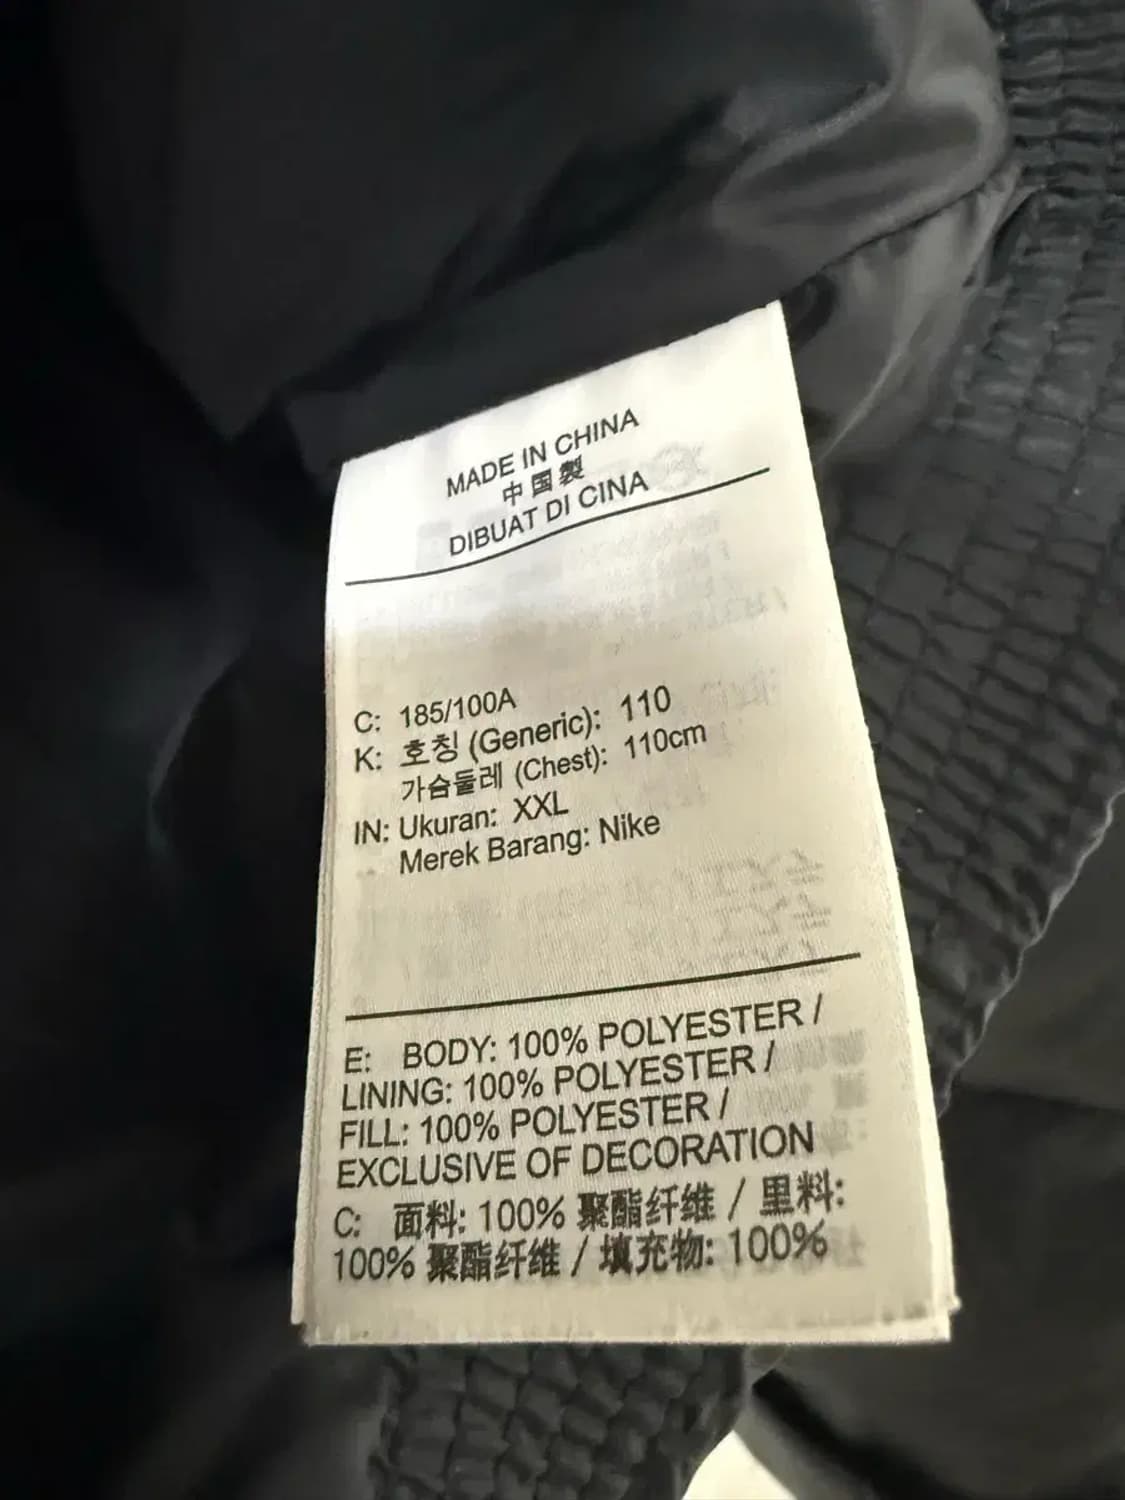 MADE IN CHINA
中国製
DIBUAT DI CINA
C: 185/100A
K: 호칭 (Generic): 110
가슴둘레 (Chest): 110cm
IN: Ukuran: XXL
Merek Barang: Nike
E: BODY: 100% POLYESTER /
LINING: 100% POLYESTER /
FILL: 100% POLYESTER /
EXCLUSIVE OF DECORATION
C: 面料: 100% 聚酯纤维 / 里料:
100% 聚酯纤维 / 填充物: 100%